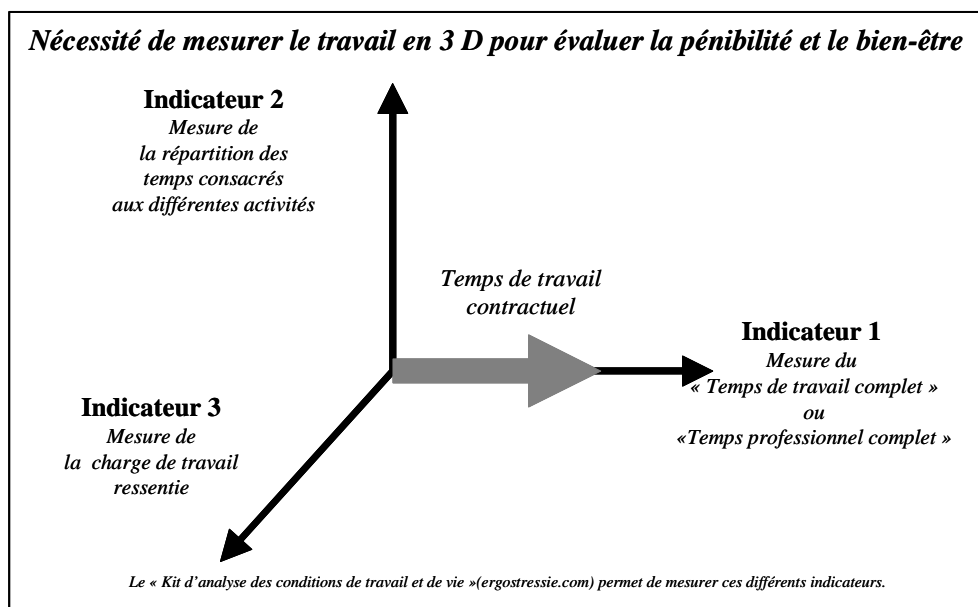 Nécessité de mesurer le travail en 3 D pour évaluer la pénibilité et le bien-être
Indicateur 2
Mesure de
la répartition des
temps consacrés
aux différentes activités
Temps de travail
contractuel
Indicateur 1
Mesure du
« Temps de travail complet »
ou
«Temps professionnel complet »
Indicateur 3
Mesure de
la charge de travail
ressentie
Le « Kit d'analyse des conditions de travail et de vie »(ergostressie.com) permet de mesurer ces différents indicateurs.